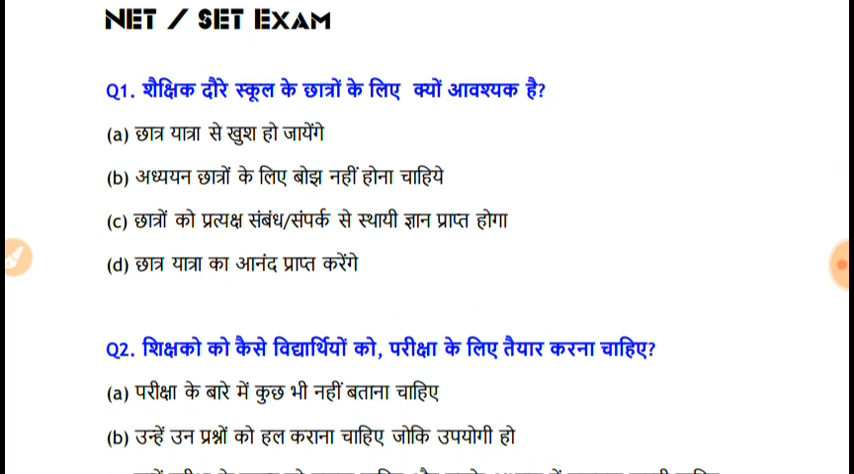 NET / SET EXAM
Q1. शैक्षिक दौरे स्कूल के छात्रों के लिए क्यों आवश्यक है?
(a) छात्र यात्रा से खुश हो जायेंगे
(b) अध्ययन छात्रों के लिए बोझ नहीं होना चाहिये
(c) छात्रों को प्रत्यक्ष संबंध/संपर्क से स्थायी ज्ञान प्राप्त होगा
(d) छात्र यात्रा का आनंद प्राप्त करेंगे
Q2. शिक्षको को कैसे विद्यार्थियों को, परीक्षा के लिए तैयार करना चाहिए?
(a) परीक्षा के बारे में कुछ भी नहीं बताना चाहिए
(b) उन्हें उन प्रश्नों को हल कराना चाहिए जोकि उपयोगी हो